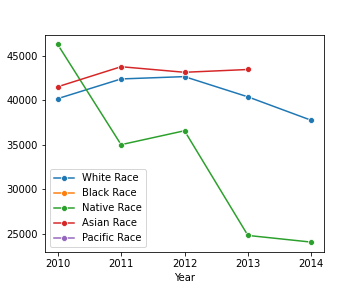 45000
40000
35000
30000
25000
White Race
Black Race
Native Race
Asian Race
Pacific Race
2010 2011 2012 2013 2014
Year